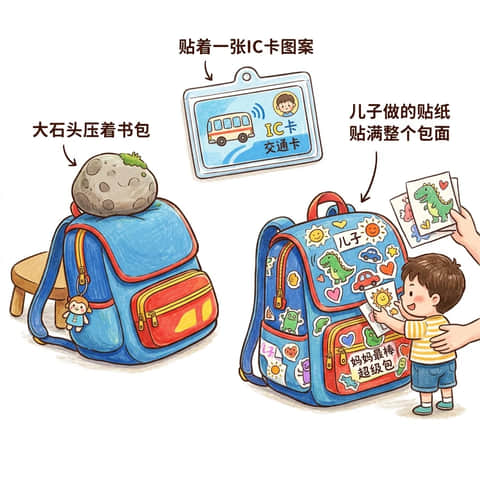 贴着一张IC卡图案
IC卡
交通卡
大石头压着书包
儿子做的贴纸
贴满整个包面
儿子
妈妈最棒
超级包